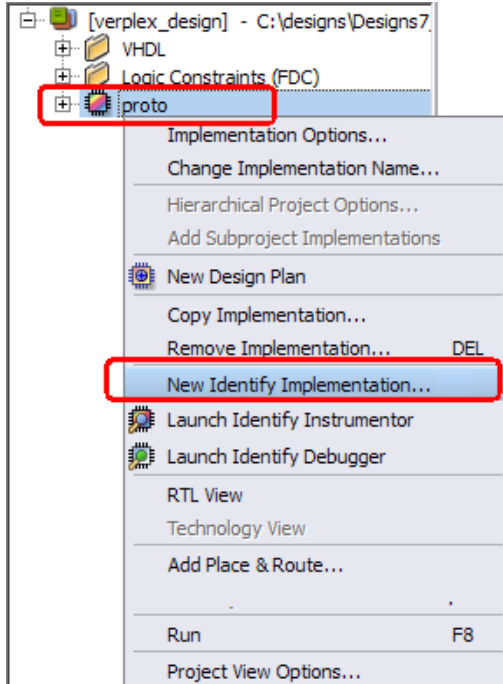 [verplex_design] - C:\designs\Designs7_
VHDL
Logic Constraints (FDC)
proto
Implementation Options...
Change Implementation Name...
Hierarchical Project Options...
Add Subproject Implementations
New Design Plan
Copy Implementation...
Remove Implementation... DEL
New Identify Implementation...
Launch Identify Instrumentor
Launch Identify Debugger
RTL View
Technology View
Add Place & Route...
Run F8
Project View Options...